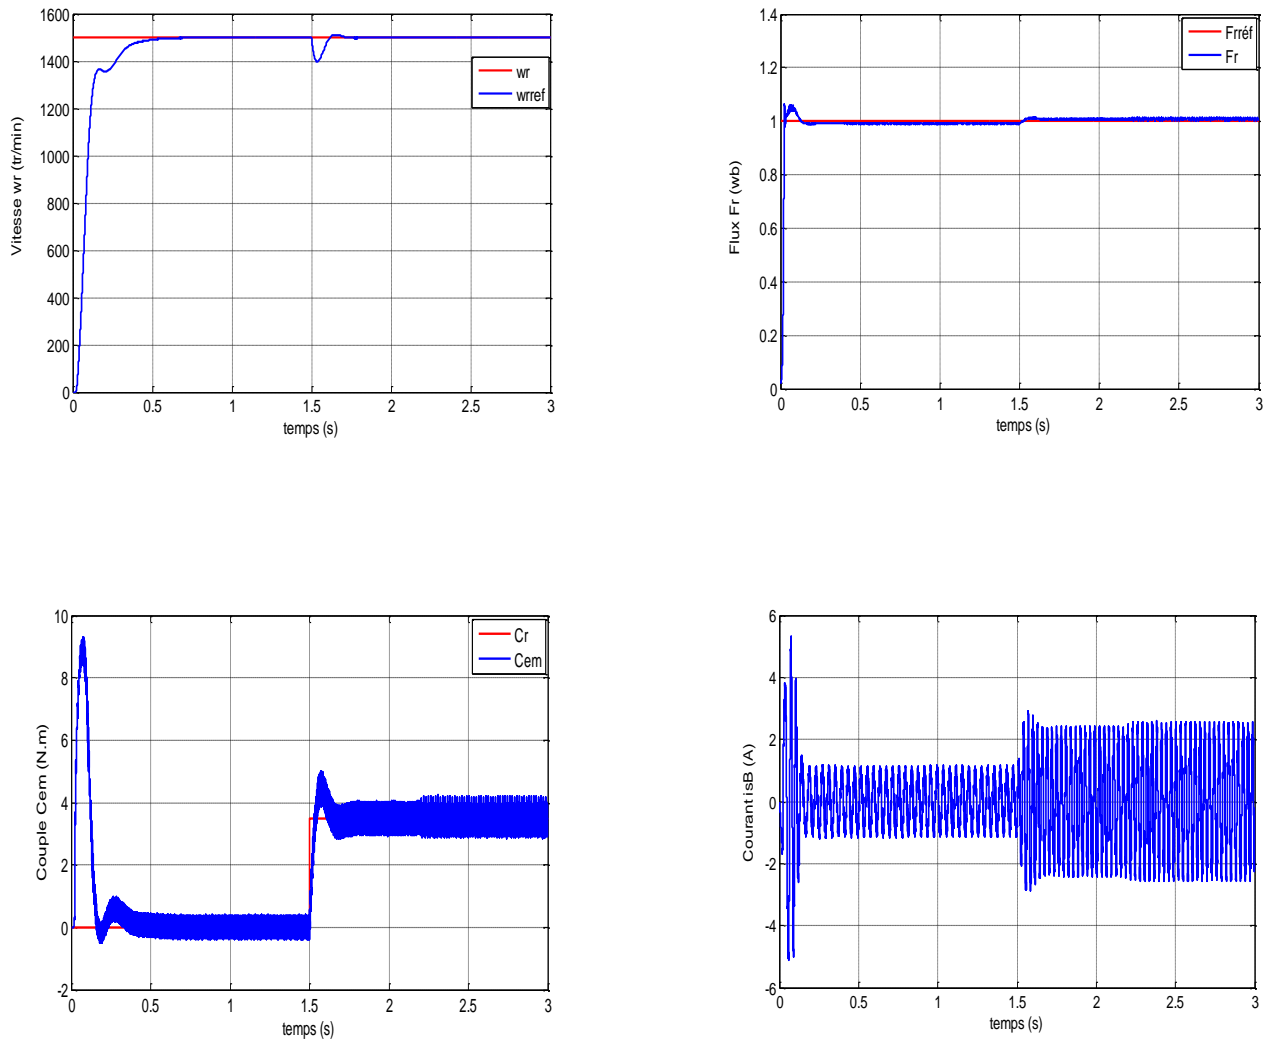 Vitesse wr (tr/min)
1600
1400
1200
1000
800
600
400
200
0
0 0.5 1 1.5 2 2.5 3
temps (s)
wr
wrref
Flux Fr (wb)
1.4
1.2
1
0.8
0.6
0.4
0.2
0
0 0.5 1 1.5 2 2.5 3
temps (s)
Frréf
Fr
Couple Cem (N.m)
10
8
6
4
2
0
-2
0 0.5 1 1.5 2 2.5 3
temps (s)
Cr
Cem
Courant isB (A)
6
4
2
0
-2
-4
-6
0 0.5 1 1.5 2 2.5 3
temps (s)